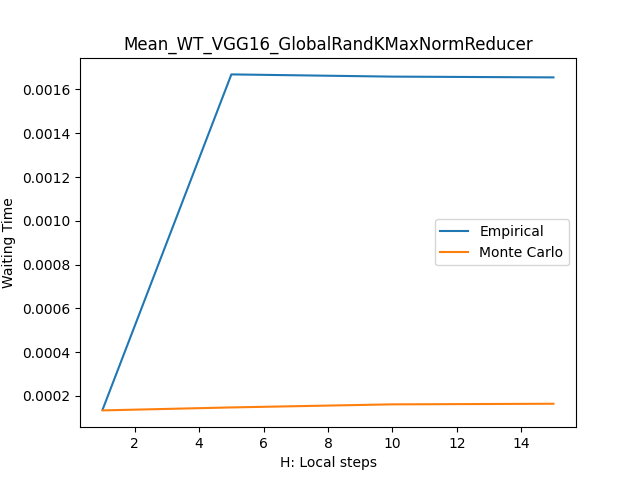 Mean_WT_VGG16_GlobalRandKMaxNormReducer
0.0016
0.0014
0.0012
0.0010
0.0008
0.0006
0.0004
0.0002
Waiting Time
Empirical
Monte Carlo
2 4 6 8 10 12 14
H: Local steps